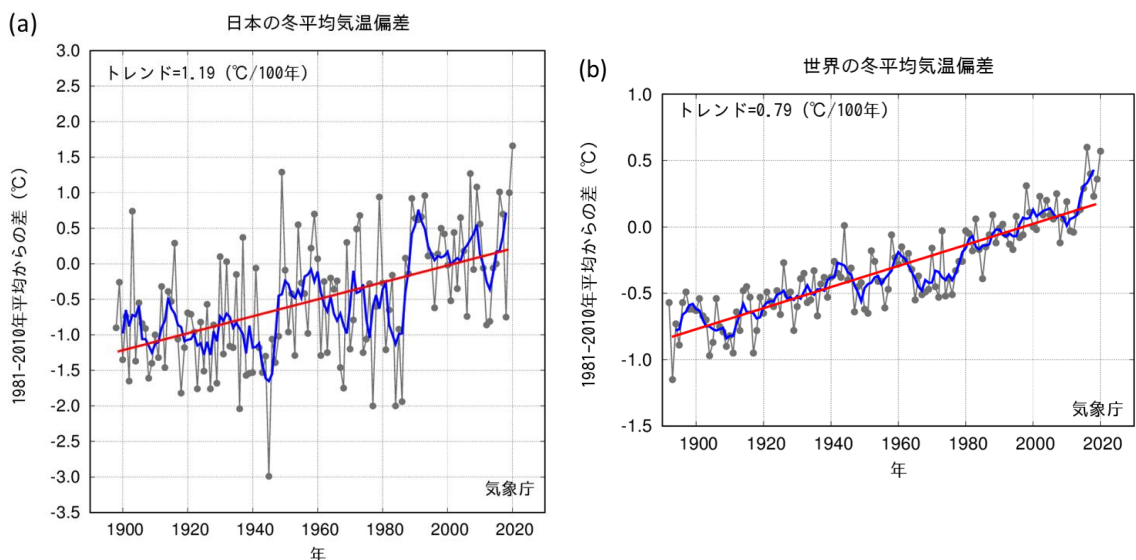 (a)
日本の冬平均気温偏差
トレンド=1.19 (℃/100年)
1981-2010年平均からの差 (℃)
3.0
2.5
2.0
1.5
1.0
0.5
0.0
-0.5
-1.0
-1.5
-2.0
-2.5
-3.0
-3.5
気象庁
1900 1920 1940 1960 1980 2000 2020
年
(b)
世界の冬平均気温偏差
トレンド=0.79 (℃/100年)
1981-2010年平均からの差 (℃)
1.0
0.5
0.0
-0.5
-1.0
-1.5
気象庁
1900 1920 1940 1960 1980 2000 2020
年